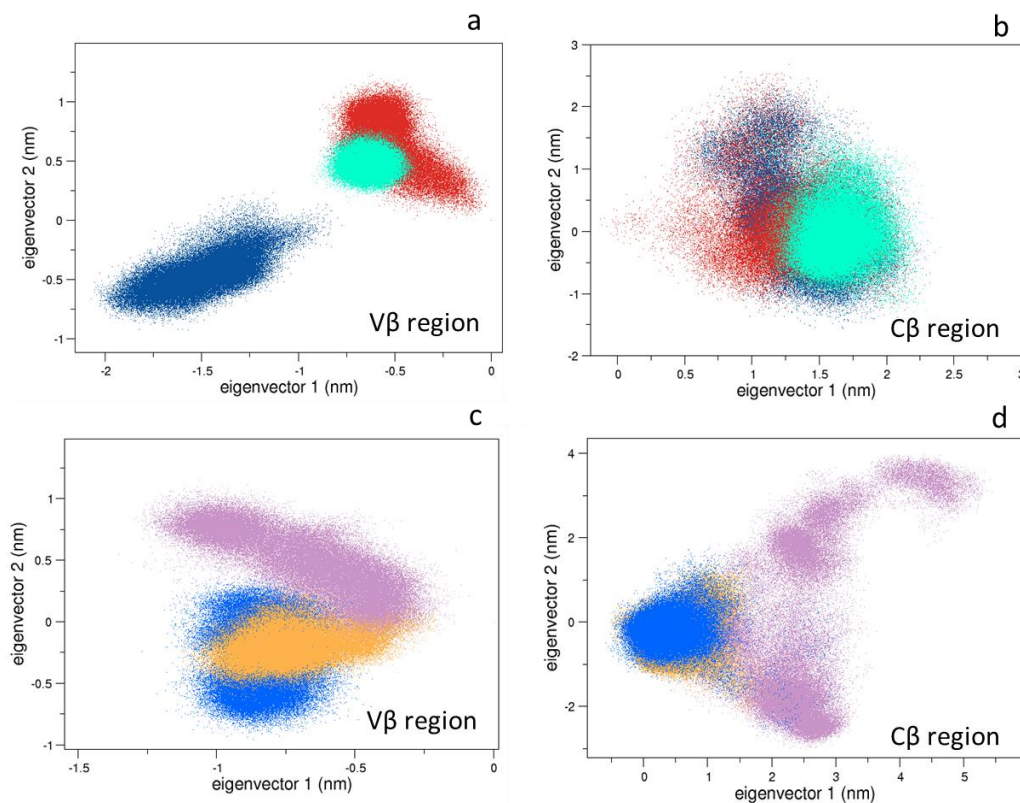 a
eigenvector 2 (nm)
1
0.5
0
-0.5
-1
Vβ region
-2 -1.5 -1 -0.5 0
eigenvector 1 (nm)
b
eigenvector 2 (nm)
3
2
1
0
-1
-2
Cβ region
0 0.5 1 1.5 2 2.5 3
eigenvector 1 (nm)
c
eigenvector 2 (nm)
1
0.5
0
-0.5
-1
Vβ region
-1.5 -1 -0.5 0
eigenvector 1 (nm)
d
eigenvector 2 (nm)
4
2
0
-2
Cβ region
0 1 2 3 4 5
eigenvector 1 (nm)